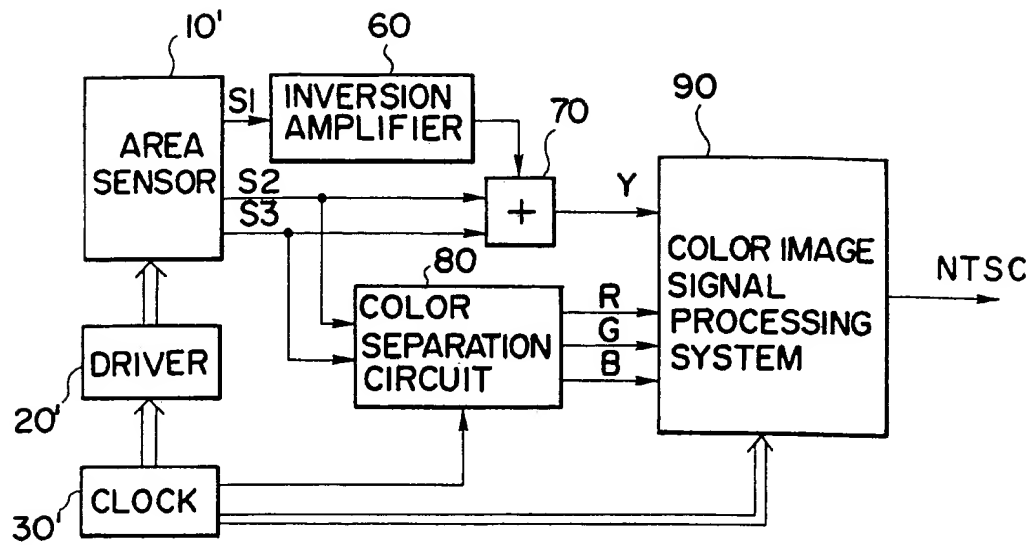 10'
60
S1
INVERSION
AMPLIFIER
70
90
AREA
SENSOR
S2
S3
+
Y
80
COLOR
SEPARATION
CIRCUIT
R
G
B
COLOR IMAGE
SIGNAL
PROCESSING
SYSTEM
NTSC
DRIVER
20'
CLOCK
30'